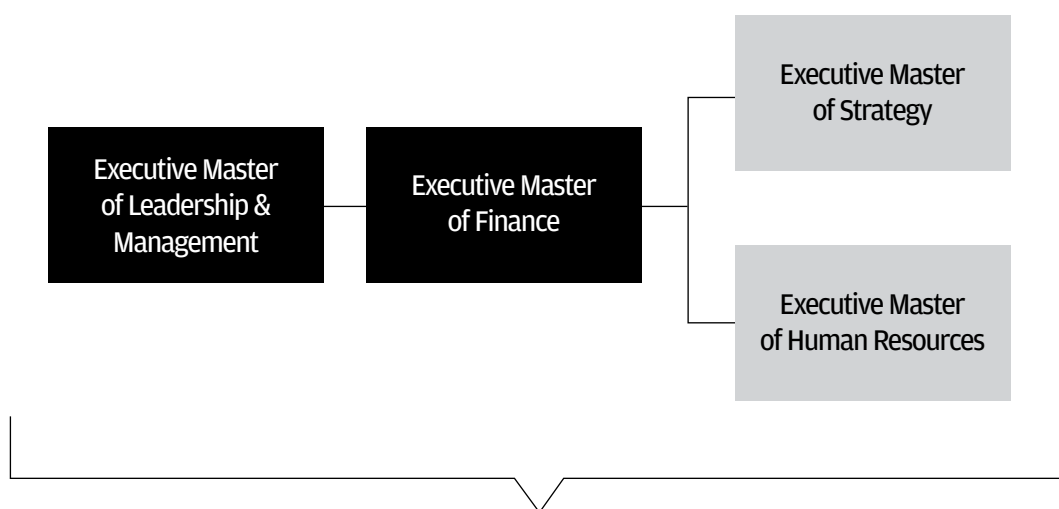 Executive Master
of Leadership &
Management
Executive Master
of Finance
Executive Master
of Strategy
Executive Master
of Human Resources